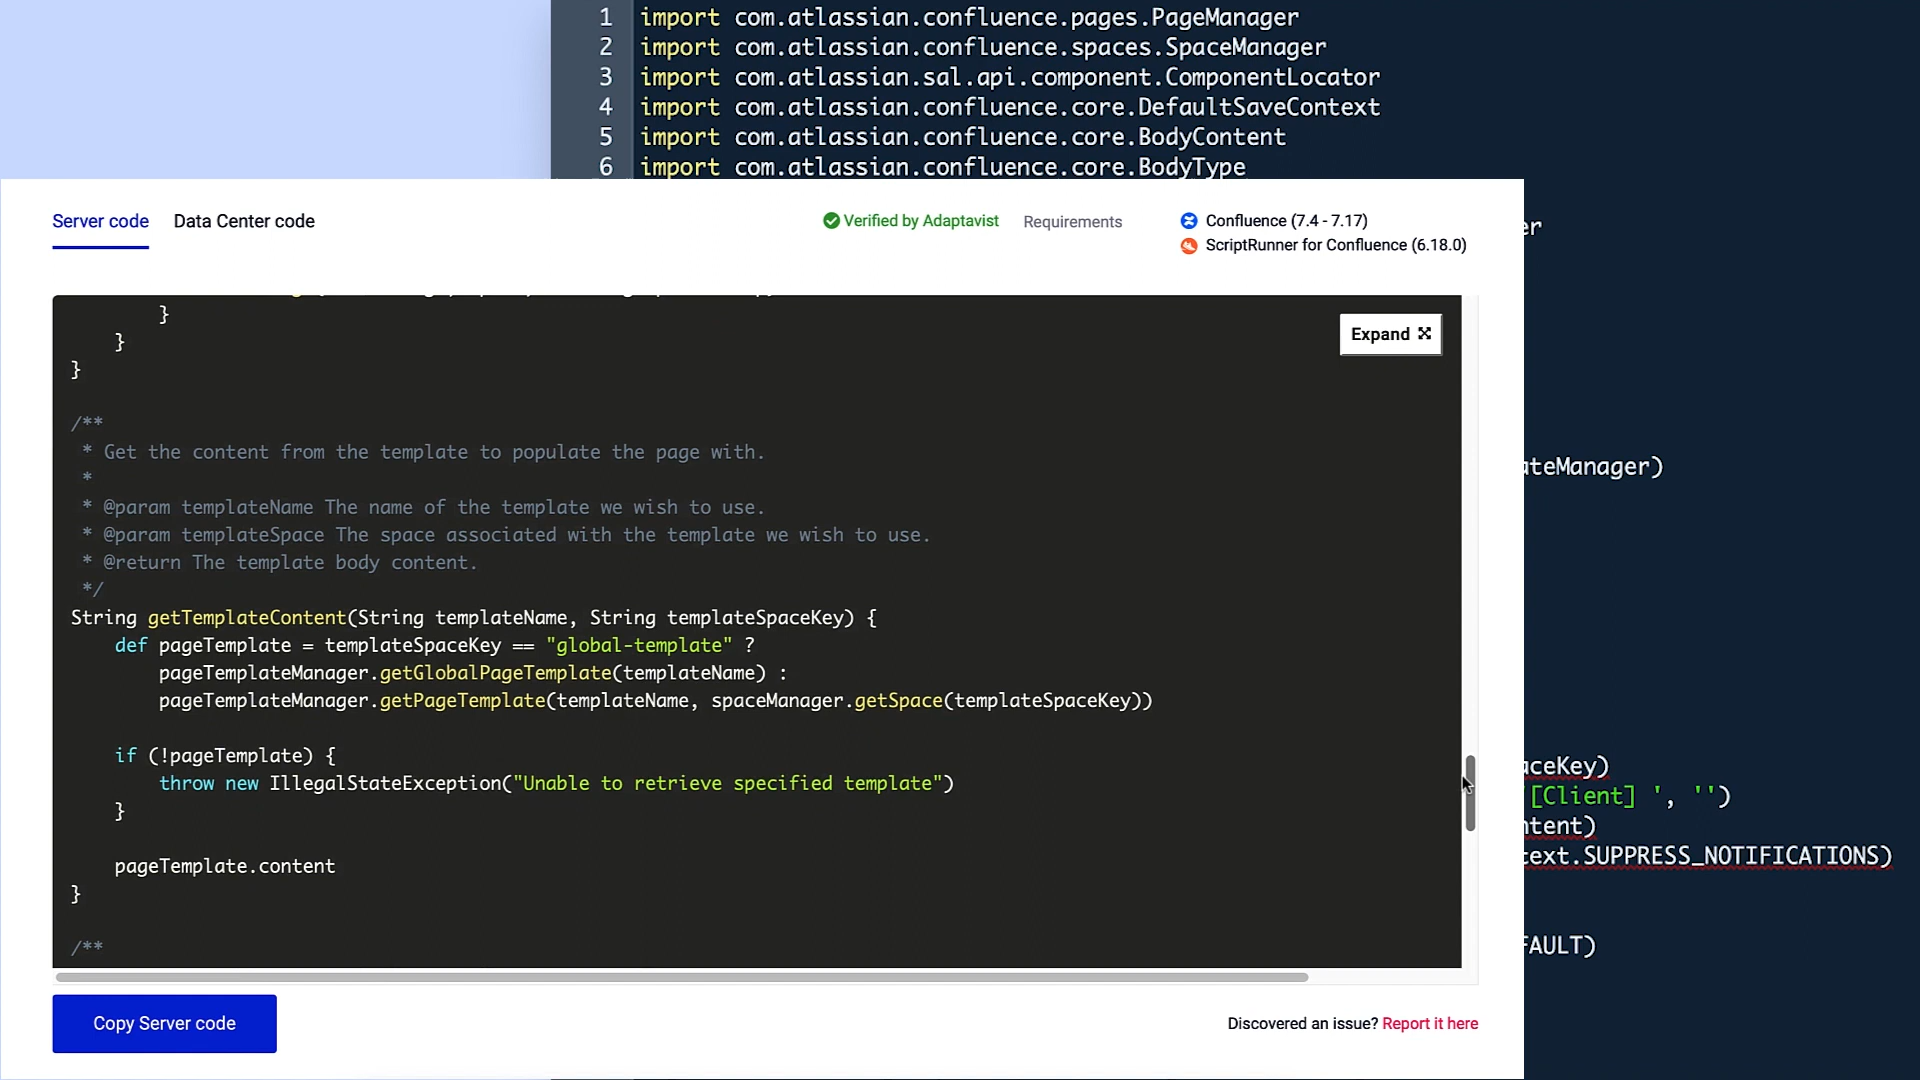 1 import com.atlassian.confluence.pages.PageManager
2 import com.atlassian.confluence.spaces.SpaceManager
3 import com.atlassian.sal.api.component.ComponentLocator
4 import com.atlassian.confluence.core.DefaultSaveContext
5 import com.atlassian.confluence.core.BodyContent
6 import com.atlassian.confluence.core.BodyType
Server code Data Center code
Verified by Adaptavist Requirements
Confluence (7.4 - 7.17)
ScriptRunner for Confluence (6.18.0)
Expand
        }
    }
}
/**
 * Get the content from the template to populate the page with.
 *
 * @param templateName The name of the template we wish to use.
 * @param templateSpace The space associated with the template we wish to use.
 * @return The template body content.
 */
String getTemplateContent(String templateName, String templateSpaceKey) {
    def pageTemplate = templateSpaceKey == "global-template" ?
        pageTemplateManager.getGlobalPageTemplate(templateName) :
        pageTemplateManager.getPageTemplate(templateName, spaceManager.getSpace(templateSpaceKey))
    if (!pageTemplate) {
        throw new IllegalStateException("Unable to retrieve specified template")
    }
    pageTemplate.content
}
/**
Copy Server code
Discovered an issue? Report it here
er
ateManager)
aceKey)
'[Client] ', '')
ntent)
text.SUPPRESS_NOTIFICATIONS)
FAULT)